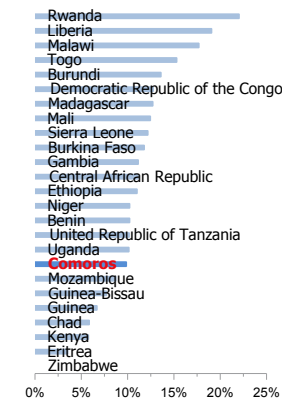 Rwanda
Liberia
Malawi
Togo
Burundi
Democratic Republic of the Congo
Madagascar
Mali
Sierra Leone
Burkina Faso
Gambia
Central African Republic
Ethiopia
Niger
Benin
United Republic of Tanzania
Uganda
Comoros
Mozambique
Guinea-Bissau
Guinea
Chad
Kenya
Eritrea
Zimbabwe
0% 5% 10% 15% 20% 25%